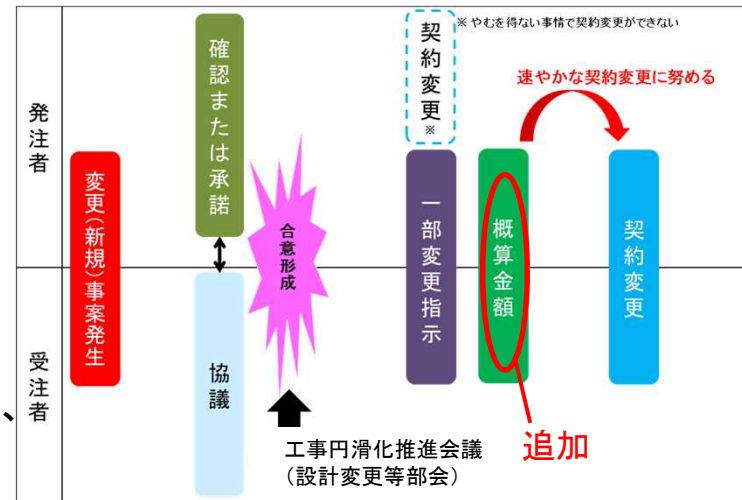 発注者
受注者
、
変更(新規)事案発生
確認または承諾
協議
合意形成
工事円滑化推進会議
(設計変更等部会)
契約変更
※
※ やむを得ない事情で契約変更ができない
一部変更指示
概算金額
追加
速やかな契約変更に努める
契約変更